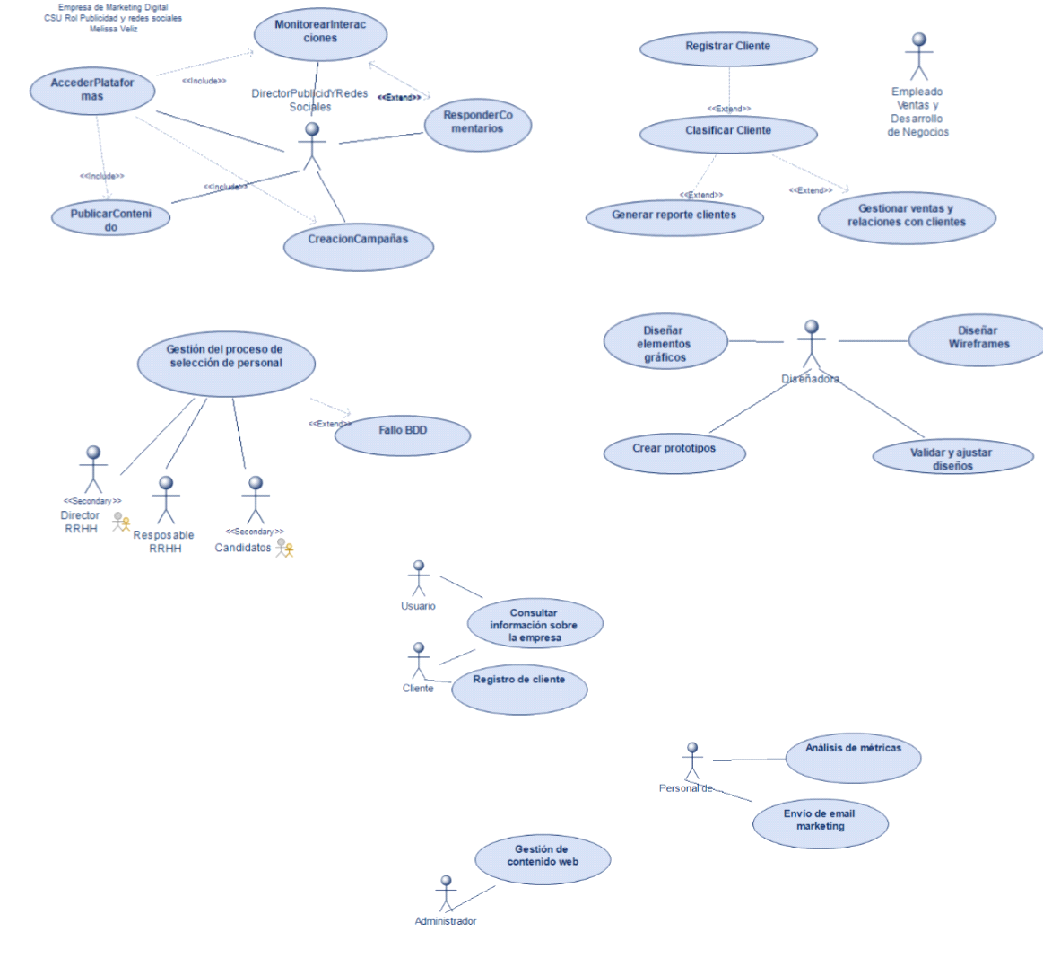 Empresa de Marketing Digital
CSU Rol Publicidad y redes sociales
Melissa Veliz
MonitorearInterac
ciones
AccederPlatafor
mas
<<Include>>
DirectorPublicidYRedes
Sociales
<<Extend>>
ResponderCo
mentarios
<<Include>>
<<Include>>
PublicarConteni
do
CreacionCampañas
Registrar Cliente
Empleado
Ventas y
Desarrollo
de Negocios
<<Extend>>
Clasificar Cliente
<<Extend>>
<<Extend>>
Generar reporte clientes
Gestionar ventas y
relaciones con clientes
Gestión del proceso de
selección de personal
<<Extend>>
Fallo BDD
<<Secondary>>
Director
RRHH
Resposable
RRHH
<<Secondary>>
Candidatos
Diseñar
elementos
gráficos
Diseñar
Wireframes
Diseñadora
Crear prototipos
Validar y ajustar
diseños
Usuario
Consultar
información sobre
la empresa
Cliente
Registro de cliente
Análisis de métricas
Personal de
Envío de email
marketing
Gestión de
contenido web
Administrador